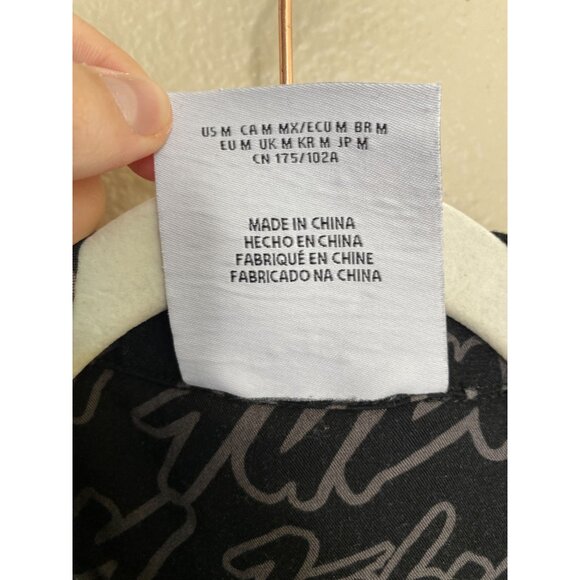 US M CA M MX/ECU M BR M
EU M UK M KR M JP M
CN 175/102A
MADE IN CHINA
HECHO EN CHINA
FABRIQUÉ EN CHINE
FABRICADO NA CHINA